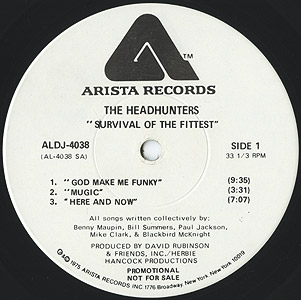 TM
ARISTA RECORDS
THE HEADHUNTERS
"SURVIVAL OF THE FITTEST"
ALDJ-4038
(AL-4038 SA)
SIDE 1
33 1/3 RPM
1. "GOD MAKE ME FUNKY" (9:35)
2. "MUGIC" (3:31)
3. "HERE AND NOW" (7:07)
All songs written collectively by:
Benny Maupin, Bill Summers, Paul Jackson,
Mike Clark, & Blackbird McKnight
PRODUCED BY DAVID RUBINSON
& FRIENDS, INC./HERBIE
HANCOCK PRODUCTIONS
PROMOTIONAL
NOT FOR SALE
℗© 1975 ARISTA RECORDS INC. 1776 Broadway New York, New York 10019